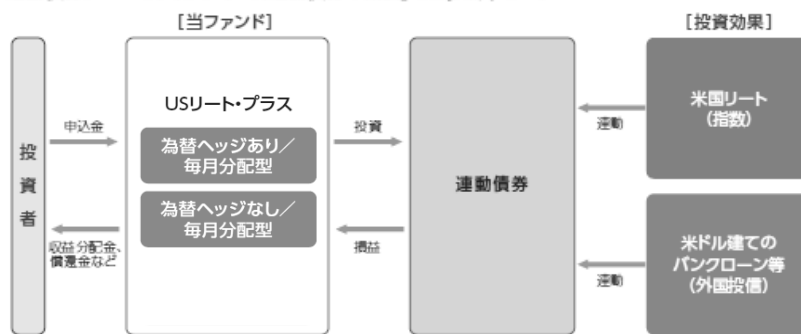 [当ファンド]
[投資効果]
投資者
申込金
収益分配金、
償還金など
USリート・プラス
為替ヘッジあり／
毎月分配型
為替ヘッジなし／
毎月分配型
投資
損益
連動債券
連動
連動
米国リート
（指数）
米ドル建ての
バンクローン等
（外国投信）